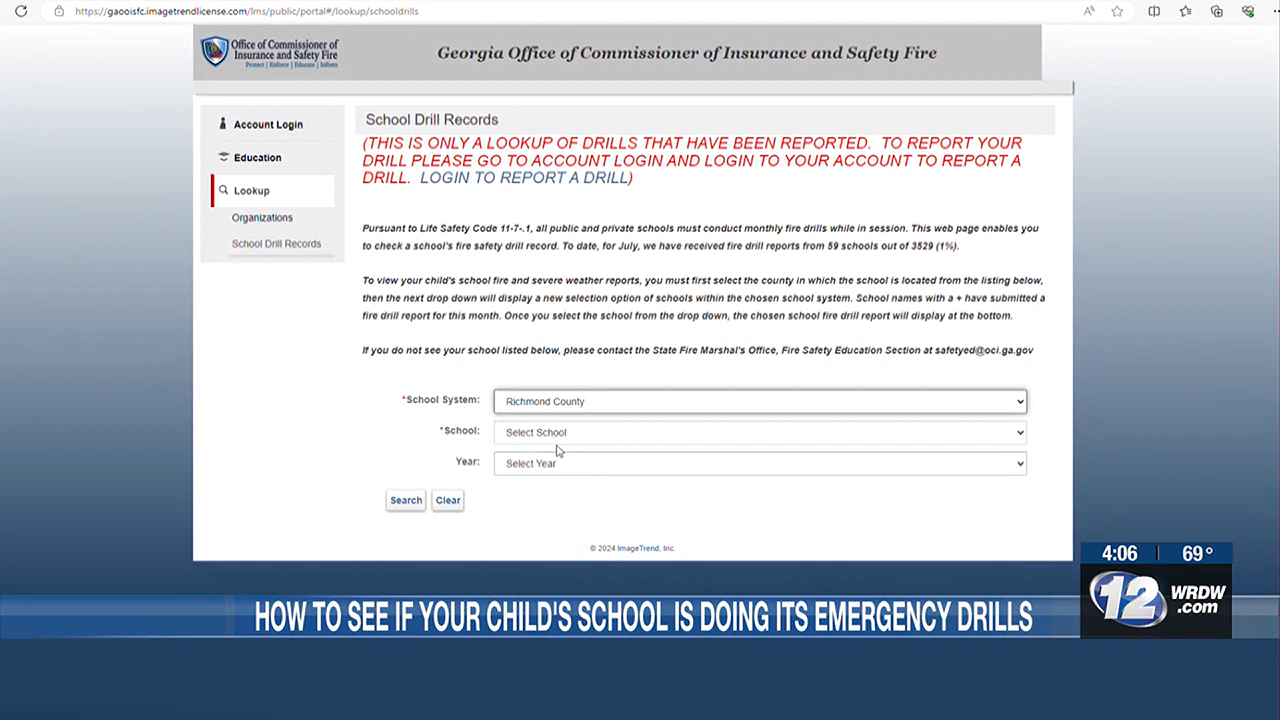 https://gaooisfc.imagetrendlicense.com/lms/public/portal#/lookup/schooldrills
Office of Commissioner of
Insurance and Safety Fire
Protect | Enforce | Educate | Inform
Georgia Office of Commissioner of Insurance and Safety Fire
Account Login
Education
Lookup
Organizations
School Drill Records
School Drill Records
(THIS IS ONLY A LOOKUP OF DRILLS THAT HAVE BEEN REPORTED. TO REPORT YOUR
DRILL PLEASE GO TO ACCOUNT LOGIN AND LOGIN TO YOUR ACCOUNT TO REPORT A
DRILL. LOGIN TO REPORT A DRILL)
Pursuant to Life Safety Code 11-7-.1, all public and private schools must conduct monthly fire drills while in session. This web page enables you
to check a school's fire safety drill record. To date, for July, we have received fire drill reports from 59 schools out of 3529 (1%).
To view your child's school fire and severe weather reports, you must first select the county in which the school is located from the listing below,
then the next drop down will display a new selection option of schools within the chosen school system. School names with a + have submitted a
fire drill report for this month. Once you select the school from the drop down, the chosen school fire drill report will display at the bottom.
If you do not see your school listed below, please contact the State Fire Marshal's Office, Fire Safety Education Section at safetyed@oci.ga.gov
*School System: Richmond County
*School: Select School
Year: Select Year
Search Clear
© 2024 ImageTrend, Inc.
4:06 69°
12 WRDW.com
HOW TO SEE IF YOUR CHILD'S SCHOOL IS DOING ITS EMERGENCY DRILLS